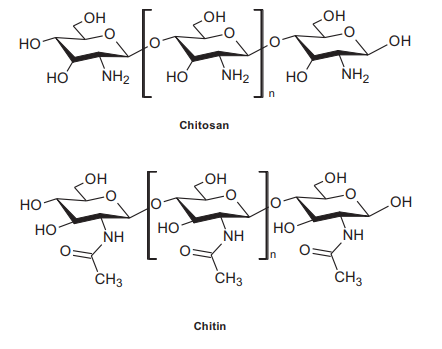 OH OH OH
HO O O O O O OH
HO NH2 HO NH2 HO NH2
n
Chitosan
OH OH OH
HO O O O O O OH
HO NH HO NH HO NH
n
O O O
CH3 CH3 CH3
Chitin